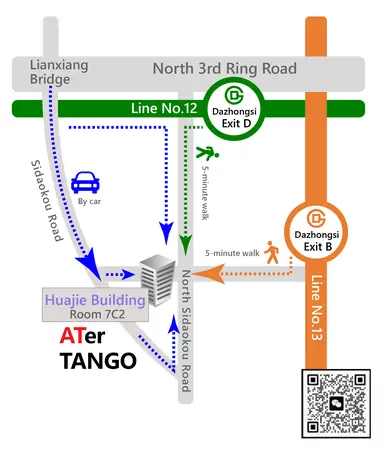 Lianxiang
Bridge
North 3rd Ring Road
Line No.12
Dazhongsi
Exit D
Sidaokou Road
By car
5-minute walk
5-minute walk
Dazhongsi
Exit B
Huajie Building
Room 7C2
ATer
TANGO
North Sidaokou Road
Line No.13